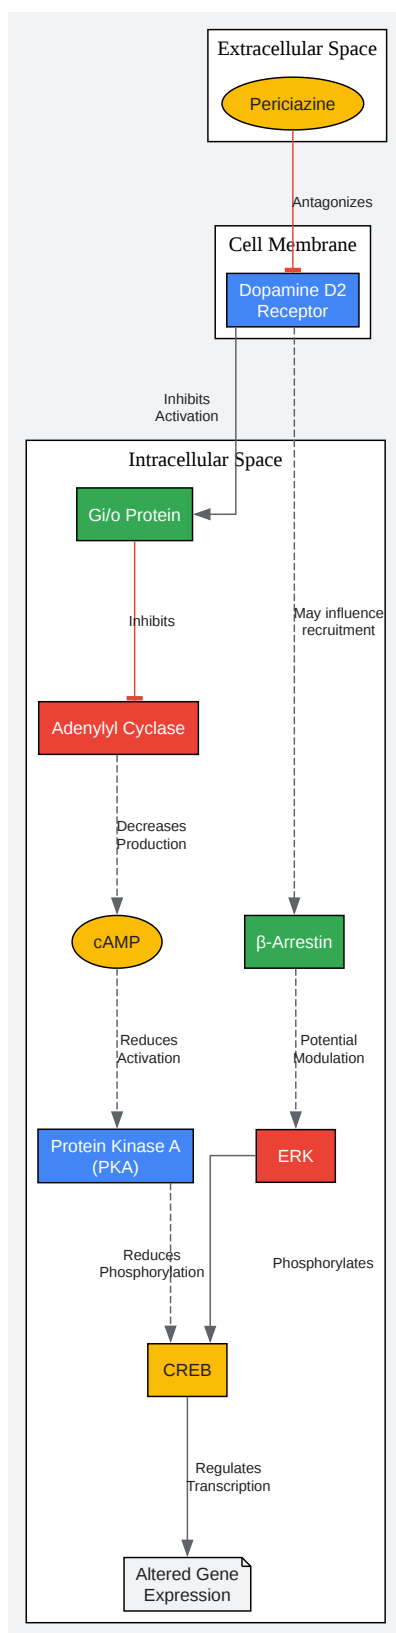 Extracellular Space
Periciazine
Antagonizes
Cell Membrane
Dopamine D2
Receptor
Inhibits
Activation
Intracellular Space
Gi/o Protein
May influence
recruitment
Inhibits
Adenylyl Cyclase
Decreases
Production
cAMP
β-Arrestin
Reduces
Activation
Potential
Modulation
Protein Kinase A
(PKA)
ERK
Reduces
Phosphorylation
Phosphorylates
CREB
Regulates
Transcription
Altered Gene
Expression